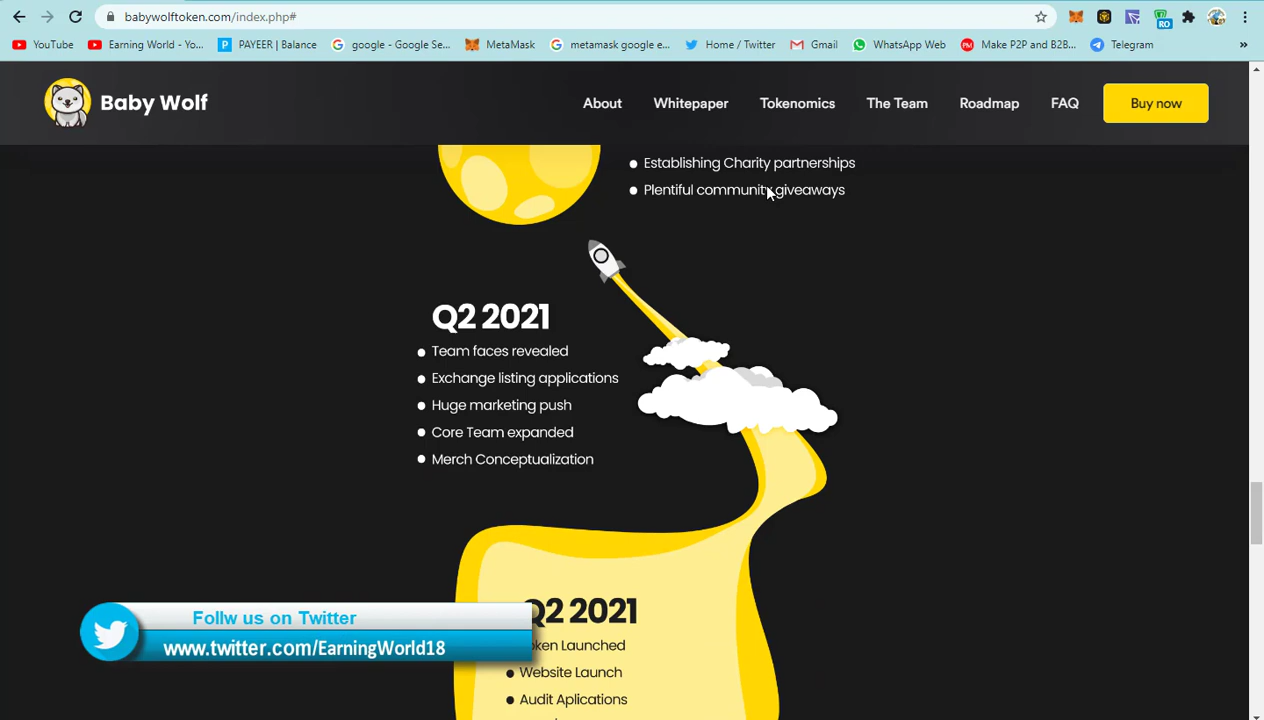 babywolftoken.com/index.php#
YouTube
Earning World - Yo...
PAYEER | Balance
google - Google Se...
MetaMask
metamask google e...
Home / Twitter
Gmail
WhatsApp Web
Make P2P and B2B...
Telegram
»
RO
Baby Wolf
About
Whitepaper
Tokenomics
The Team
Roadmap
FAQ
Buy now
Establishing Charity partnerships
Plentiful community giveaways
Q2 2021
Team faces revealed
Exchange listing applications
Huge marketing push
Core Team expanded
Merch Conceptualization
Q2 2021
oken Launched
Website Launch
Audit Aplications
Follw us on Twitter
www.twitter.com/EarningWorld18